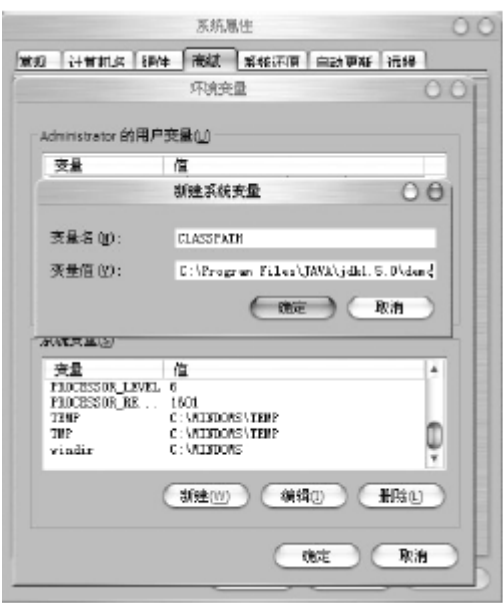 系统属性
常规 计算机名 硬件 高级 系统还原 自动更新 远程
环境变量
Administrator 的用户变量(U)
变量 值
新建系统变量
变量名(N): CLASSPATH
变量值(V): C:\Program Files\JAVA\jdk1.5.0\demo
确定 取消
系统变量(S)
变量 值
PROCESSOR_LEVEL 6
PROCESSOR_RE... 1601
TEMP C:\WINDOWS\TEMP
TMP C:\WINDOWS\TEMP
windir C:\WINDOWS
新建(W) 编辑(I) 删除(L)
确定 取消